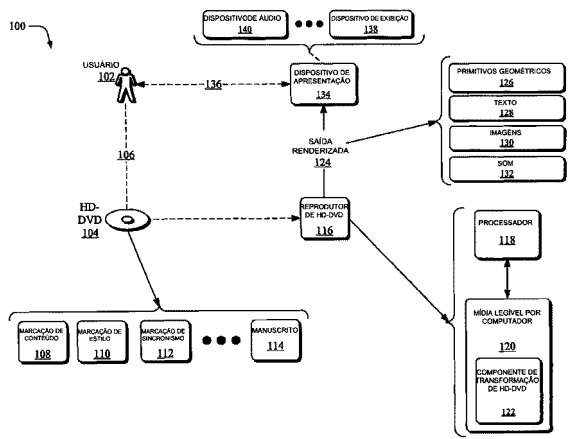 100
DISPOSITIVODE ÁUDIO
140
DISPOSITIVO DE EXIBIÇÃO
138
USUÁRIO
102
136
DISPOSITIVO DE
APRESENTAÇÃO
134
PRIMITIVOS GEOMÉTRICOS
126
TEXTO
128
IMAGENS
130
SOM
132
SAÍDA
RENDERIZADA
124
106
HD-
DVD
104
REPRODUTOR
DE HD-DVD
116
PROCESSADOR
118
MÍDIA LEGÍVEL POR
COMPUTADOR
120
COMPONENTE DE
TRANSFORMAÇÃO
DE HD-DVD
122
MARCAÇÃO DE
CONTEÚDO
108
MARCAÇÃO DE
ESTILO
110
MARCAÇÃO DE
SINCRONISMO
112
MANUSCRITO
114